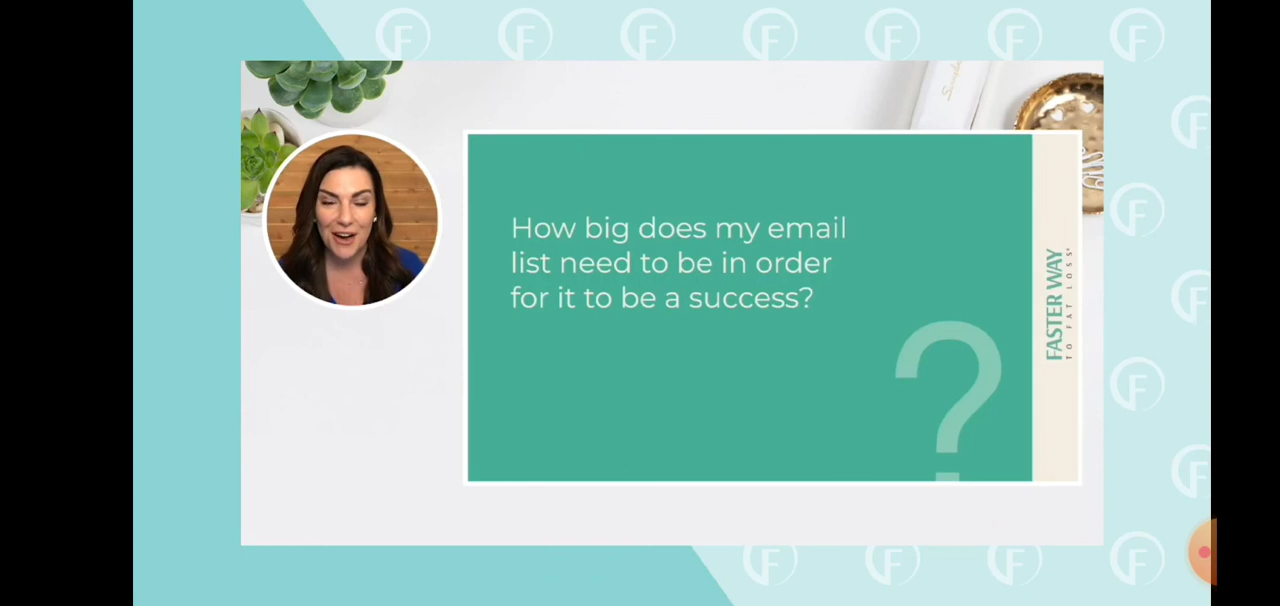 How big does my email
list need to be in order
for it to be a success?
FASTER WAY
TO FAT LOSS®